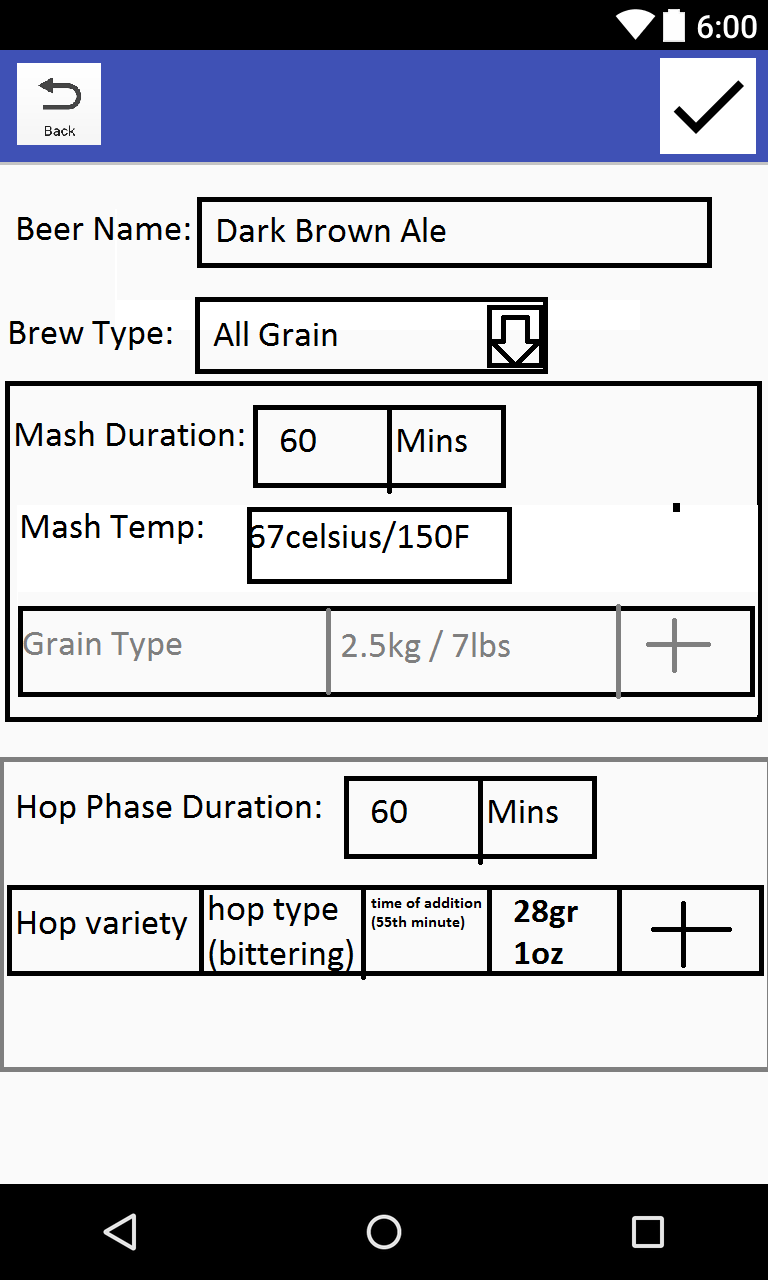 6:00
Back
Beer Name: Dark Brown Ale
Brew Type: All Grain
Mash Duration: 60 Mins
Mash Temp: 67celsius/150F
Grain Type 2.5kg / 7lbs
Hop Phase Duration: 60 Mins
Hop variety
hop type
(bittering)
time of addition
(55th minute)
28gr
1oz